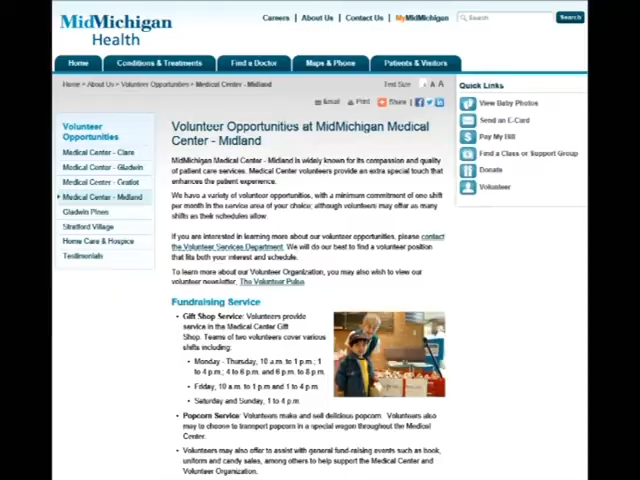 MidMichigan
Health
Careers | About Us | Contact Us | MyMidMichigan
Search
Search
Home
Conditions & Treatments
Find a Doctor
Maps & Phone
Patients & Visitors
Home > About Us > Volunteer Opportunities > Medical Center - Midland
Text Size A A
Email Print Share
Volunteer
Opportunities
Medical Center - Clare
Medical Center - Gladwin
Medical Center - Gratiot
Medical Center - Midland
Gladwin Pines
Stratford Village
Home Care & Hospice
Testimonials
Volunteer Opportunities at MidMichigan Medical
Center - Midland
MidMichigan Medical Center - Midland is widely known for its compassion and quality
of patient care services. Medical Center volunteers provide an extra special touch that
enhances the patient experience.
We have a variety of volunteer opportunities, with a minimum commitment of one shift
per month in the service area of your choice; although volunteers may offer as many
shifts as their schedules allow.
If you are interested in learning more about our volunteer opportunities, please contact
the Volunteer Services Department. We will do our best to find a volunteer position
that fits both your interest and schedule.
To learn more about our Volunteer Organization, you may also wish to view our
volunteer newsletter, The Volunteer Pulse.
Fundraising Service
• Gift Shop Service: Volunteers provide
service in the Medical Center Gift
Shop. Teams of two volunteers cover various
shifts including:
• Monday - Thursday, 10 a.m. to 1 p.m.; 1
to 4 p.m.; 4 to 6 p.m. and 6 p.m. to 8 p.m.
• Friday, 10 a.m. to 1 p.m and 1 to 4 p.m.
• Saturday and Sunday, 1 to 4 p.m
• Popcorn Service: Volunteers make and sell delicious popcorn. Volunteers also
may to choose to transport popcorn in a special wagon throughout the Medical
Center.
• Volunteers may also offer to assist with general fund-raising events such as book,
uniform and candy sales, among others to help support the Medical Center and
Volunteer Organization.
Quick Links
View Baby Photos
Send an E-Card
Pay My Bill
Find a Class or Support Group
Donate
Volunteer